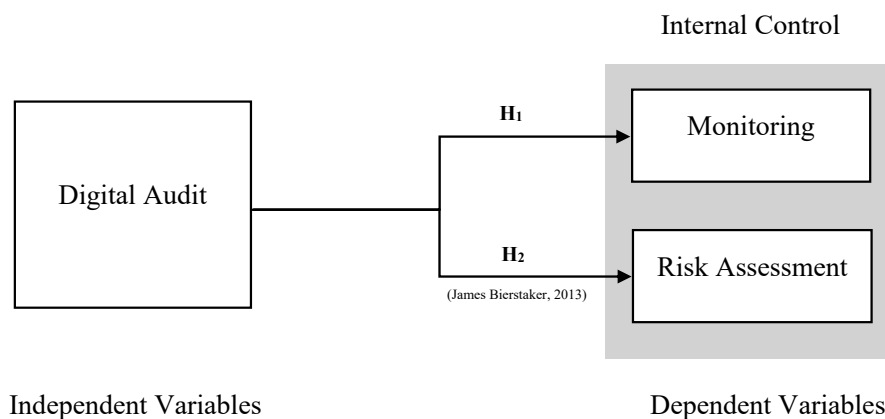 Internal Control
H1
Monitoring
Digital Audit
H2
Risk Assessment
(James Bierstaker, 2013)
Independent Variables
Dependent Variables